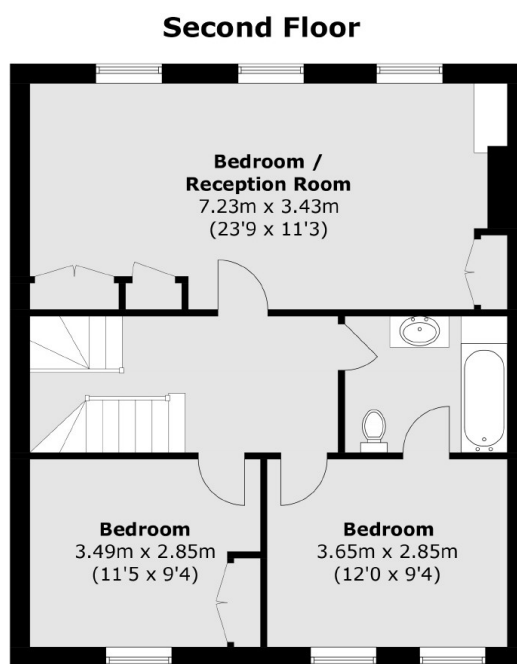 Second Floor
Bedroom /
Reception Room
7.23m x 3.43m
(23'9 x 11'3)
Bedroom
3.49m x 2.85m
(11'5 x 9'4)
Bedroom
3.65m x 2.85m
(12'0 x 9'4)